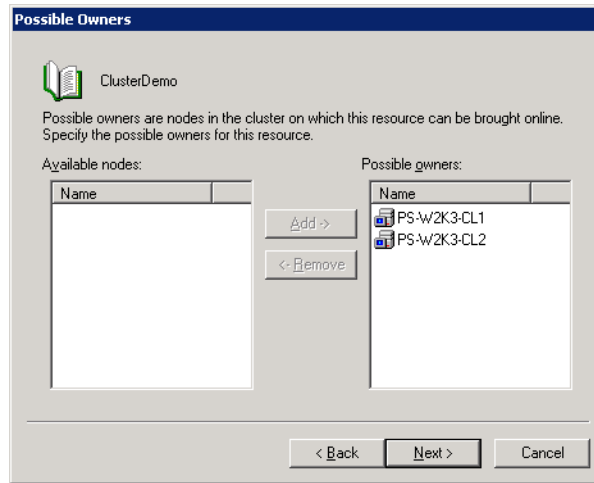 Possible Owners
ClusterDemo
Possible owners are nodes in the cluster on which this resource can be brought online.
Specify the possible owners for this resource.
Available nodes:
Possible owners:
Name
Name
Add ->
PS-W2K3-CL1
PS-W2K3-CL2
<- Remove
< Back
Next >
Cancel